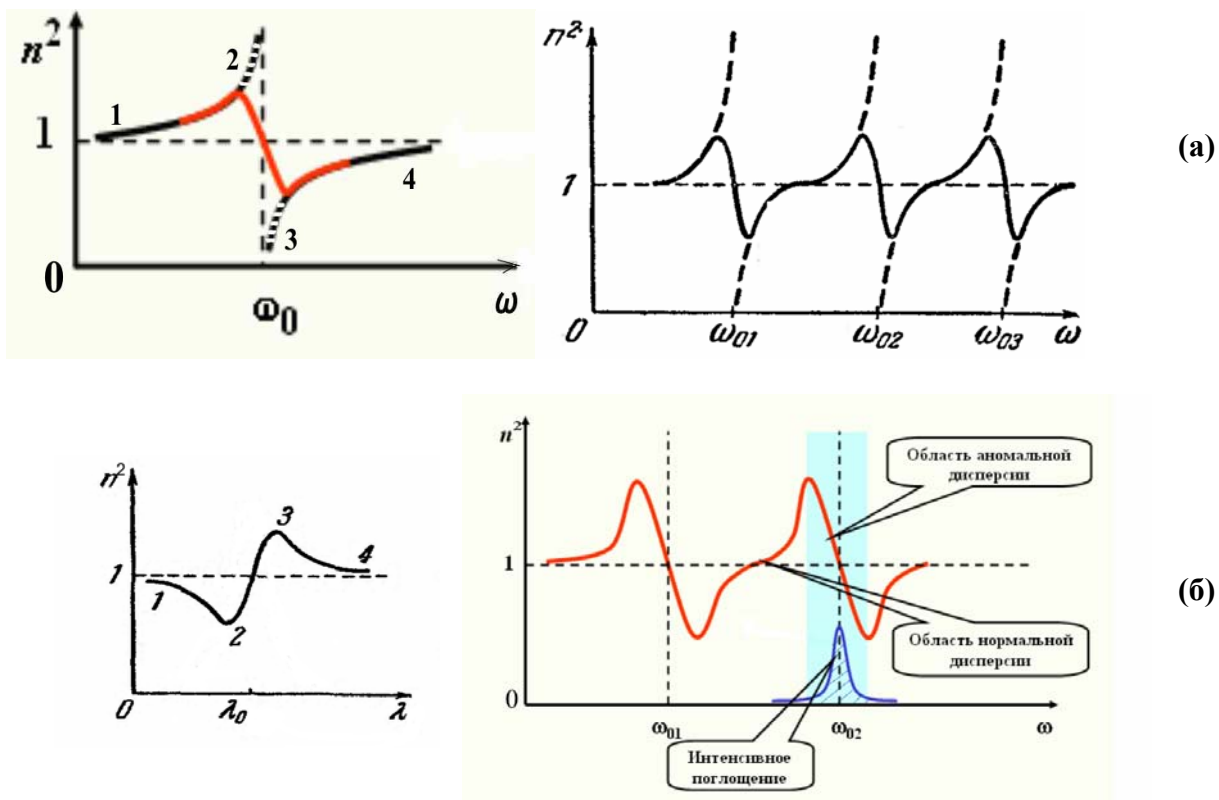 n²
1
2
3
4
1
0
ω₀
ω
n²
1
0
ω₀₁
ω₀₂
ω₀₃
ω
(а)
n²
1
1
2
3
4
0
λ₀
λ
n²
1
0
ω₀₁
ω₀₂
ω
Область аномальной
дисперсии
Область нормальной
дисперсии
Интенсивное
поглощение
(б)